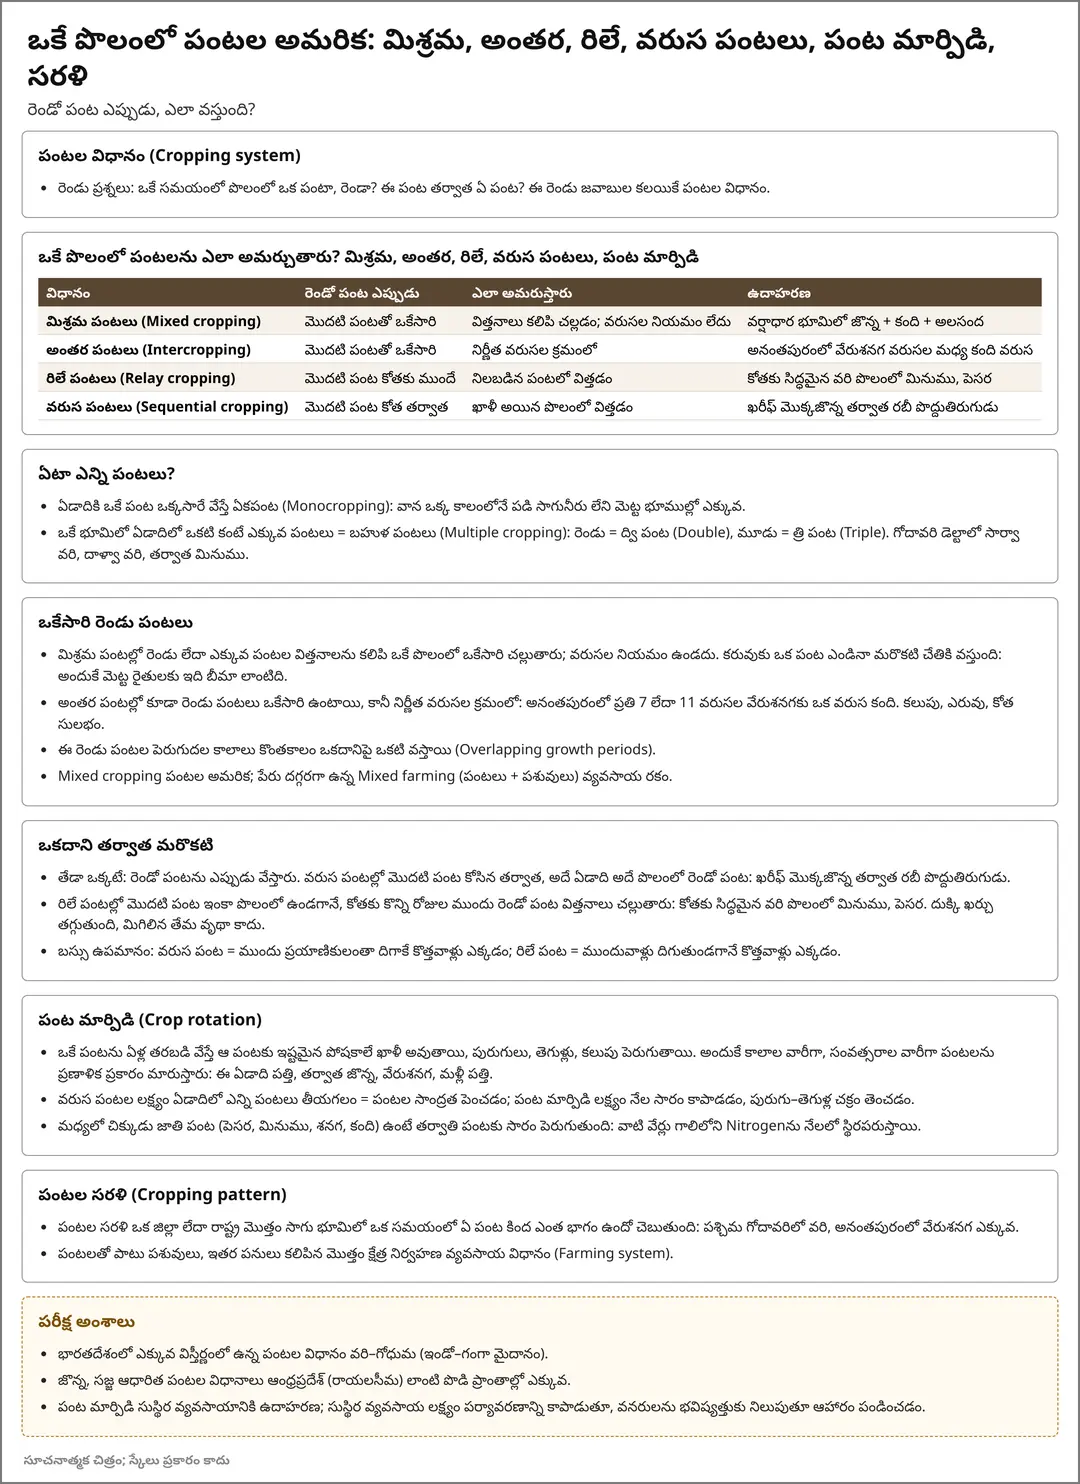 ఒకే పొలంలో పంటల అమరిక: మిశ్రమ, అంతర, రిలే, వరుస పంటలు, పంట మార్పిడి,
సరళి
రెండో పంట ఎప్పుడు, ఎలా వస్తుంది?
పంటల విధానం (Cropping system)
• రెండు ప్రశ్నలు: ఒకే సమయంలో పొలంలో ఒక పంటా, రెండా? ఈ పంట తర్వాత ఏ పంట? ఈ రెండు జవాబుల కలయికే పంటల విధానం.
ఒకే పొలంలో పంటలను ఎలా అమర్చుతారు? మిశ్రమ, అంతర, రిలే, వరుస పంటలు, పంట మార్పిడి
విధానం రెండో పంట ఎప్పుడు ఎలా అమరుస్తారు ఉదాహరణ
మిశ్రమ పంటలు (Mixed cropping) మొదటి పంటతో ఒకేసారి విత్తనాలు కలిపి చల్లడం; వరుసల నియమం లేదు వర్షాధార భూమిలో జొన్న + కంది + అలసంద
అంతర పంటలు (Intercropping) మొదటి పంటతో ఒకేసారి నిర్ణీత వరుసల క్రమంలో అనంతపురంలో వేరుశనగ వరుసల మధ్య కంది వరుస
రిలే పంటలు (Relay cropping) మొదటి పంట కోతకు ముందే నిలబడిన పంటలో విత్తడం కోతకు సిద్ధమైన వరి పొలంలో మినుము, పెసర
వరుస పంటలు (Sequential cropping) మొదటి పంట కోత తర్వాత ఖాళీ అయిన పొలంలో విత్తడం ఖరీఫ్ మొక్కజొన్న తర్వాత రబీ పొద్దుతిరుగుడు
ఏటా ఎన్ని పంటలు?
• ఏడాదికి ఒకే పంట ఒక్కసారే వేస్తే ఏకపంట (Monocropping): వాన ఒక్క కాలంలోనే పడి సాగునీరు లేని మెట్ట భూముల్లో ఎక్కువ.
• ఒకే భూమిలో ఏడాదిలో ఒకటి కంటే ఎక్కువ పంటలు = బహుళ పంటలు (Multiple cropping): రెండు = ద్వి పంట (Double), మూడు = త్రి పంట (Triple). గోదావరి డెల్టాలో సార్వా
వరి, దాళ్వా వరి, తర్వాత మినుము.
ఒకేసారి రెండు పంటలు
• మిశ్రమ పంటల్లో రెండు లేదా ఎక్కువ పంటల విత్తనాలను కలిపి ఒకే పొలంలో ఒకేసారి చల్లుతారు; వరుసల నియమం ఉండదు. కరువుకు ఒక పంట ఎండినా మరొకటి చేతికి వస్తుంది:
అందుకే మెట్ట రైతులకు ఇది బీమా లాంటిది.
• అంతర పంటల్లో కూడా రెండు పంటలు ఒకేసారి ఉంటాయి, కానీ నిర్ణీత వరుసల క్రమంలో: అనంతపురంలో ప్రతి 7 లేదా 11 వరుసల వేరుశనగకు ఒక వరుస కంది. కలుపు, ఎరువు, కోత
సులభం.
• ఈ రెండు పంటల పెరుగుదల కాలాలు కొంతకాలం ఒకదానిపై ఒకటి వస్తాయి (Overlapping growth periods).
• Mixed cropping పంటల అమరిక; పేరు దగ్గరగా ఉన్న Mixed farming (పంటలు + పశువులు) వ్యవసాయ రకం.
ఒకదాని తర్వాత మరొకటి
• తేడా ఒక్కటే: రెండో పంటను ఎప్పుడు వేస్తారు. వరుస పంటల్లో మొదటి పంట కోసిన తర్వాత, అదే ఏడాది అదే పొలంలో రెండో పంట: ఖరీఫ్ మొక్కజొన్న తర్వాత రబీ పొద్దుతిరుగుడు.
• రిలే పంటల్లో మొదటి పంట ఇంకా పొలంలో ఉండగానే, కోతకు కొన్ని రోజుల ముందు రెండో పంట విత్తనాలు చల్లుతారు: కోతకు సిద్ధమైన వరి పొలంలో మినుము, పెసర. దుక్కి ఖర్చు
తగ్గుతుంది, మిగిలిన తేమ వృథా కాదు.
• బస్సు ఉపమానం: వరుస పంట = ముందు ప్రయాణికులంతా దిగాకే కొత్తవాళ్లు ఎక్కడం; రిలే పంట = ముందువాళ్లు దిగుతుండగానే కొత్తవాళ్లు ఎక్కడం.
పంట మార్పిడి (Crop rotation)
• ఒకే పంటను ఏళ్ల తరబడి వేస్తే ఆ పంటకు ఇష్టమైన పోషకాలే ఖాళీ అవుతాయి, పురుగులు, తెగుళ్లు, కలుపు పెరుగుతాయి. అందుకే కాలాల వారీగా, సంవత్సరాల వారీగా పంటలను
ప్రణాళిక ప్రకారం మారుస్తారు: ఈ ఏడాది పత్తి, తర్వాత జొన్న, వేరుశనగ, మళ్లీ పత్తి.
• వరుస పంటల లక్ష్యం ఏడాదిలో ఎన్ని పంటలు తీయగలం = పంటల సాంద్రత పెంచడం; పంట మార్పిడి లక్ష్యం నేల సారం కాపాడడం, పురుగు–తెగుళ్ల చక్రం తెంచడం.
• మధ్యలో చిక్కుడు జాతి పంట (పెసర, మినుము, శనగ, కంది) ఉంటే తర్వాతి పంటకు సారం పెరుగుతుంది: వాటి వేర్లు గాలిలోని Nitrogenను నేలలో స్థిరపరుస్తాయి.
పంటల సరళి (Cropping pattern)
• పంటల సరళి ఒక జిల్లా లేదా రాష్ట్ర మొత్తం సాగు భూమిలో ఒక సమయంలో ఏ పంట కింద ఎంత భాగం ఉందో చెబుతుంది: పశ్చిమ గోదావరిలో వరి, అనంతపురంలో వేరుశనగ ఎక్కువ.
• పంటలతో పాటు పశువులు, ఇతర పనులు కలిపిన మొత్తం క్షేత్ర నిర్వహణ వ్యవసాయ విధానం (Farming system).
పరీక్ష అంశాలు
• భారతదేశంలో ఎక్కువ విస్తీర్ణంలో ఉన్న పంటల విధానం వరి–గోధుమ (ఇండో–గంగా మైదానం).
• జొన్న, సజ్జ ఆధారిత పంటల విధానాలు ఆంధ్రప్రదేశ్ (రాయలసీమ) లాంటి పొడి ప్రాంతాల్లో ఎక్కువ.
• పంట మార్పిడి సుస్థిర వ్యవసాయానికి ఉదాహరణ; సుస్థిర వ్యవసాయ లక్ష్యం పర్యావరణాన్ని కాపాడుతూ, వనరులను భవిష్యత్తుకు నిలుపుతూ ఆహారం పండించడం.
సూచనాత్మక చిత్రం; స్కేలు ప్రకారం కాదు